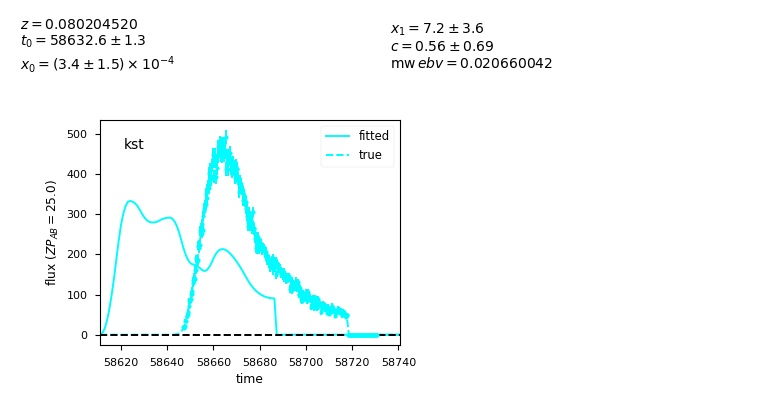 z = 0.080204520
t₀ = 58632.6 ± 1.3
x₀ = (3.4 ± 1.5) × 10⁻⁴
x₁ = 7.2 ± 3.6
c = 0.56 ± 0.69
mw ebv = 0.020660042
kst
fitted
true
500
400
300
200
100
0
flux (ZP_AB = 25.0)
58620 58640 58660 58680 58700 58720 58740
time